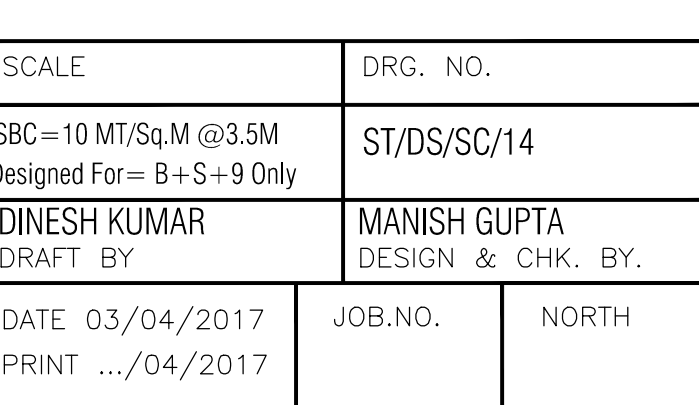 SCALE
DRG. NO.
SBC=10 MT/Sq.M @3.5M
Designed For= B+S+9 Only
ST/DS/SC/14
DINESH KUMAR
DRAFT BY
MANISH GUPTA
DESIGN & CHK. BY.
DATE 03/04/2017
PRINT .../04/2017
JOB.NO.
NORTH